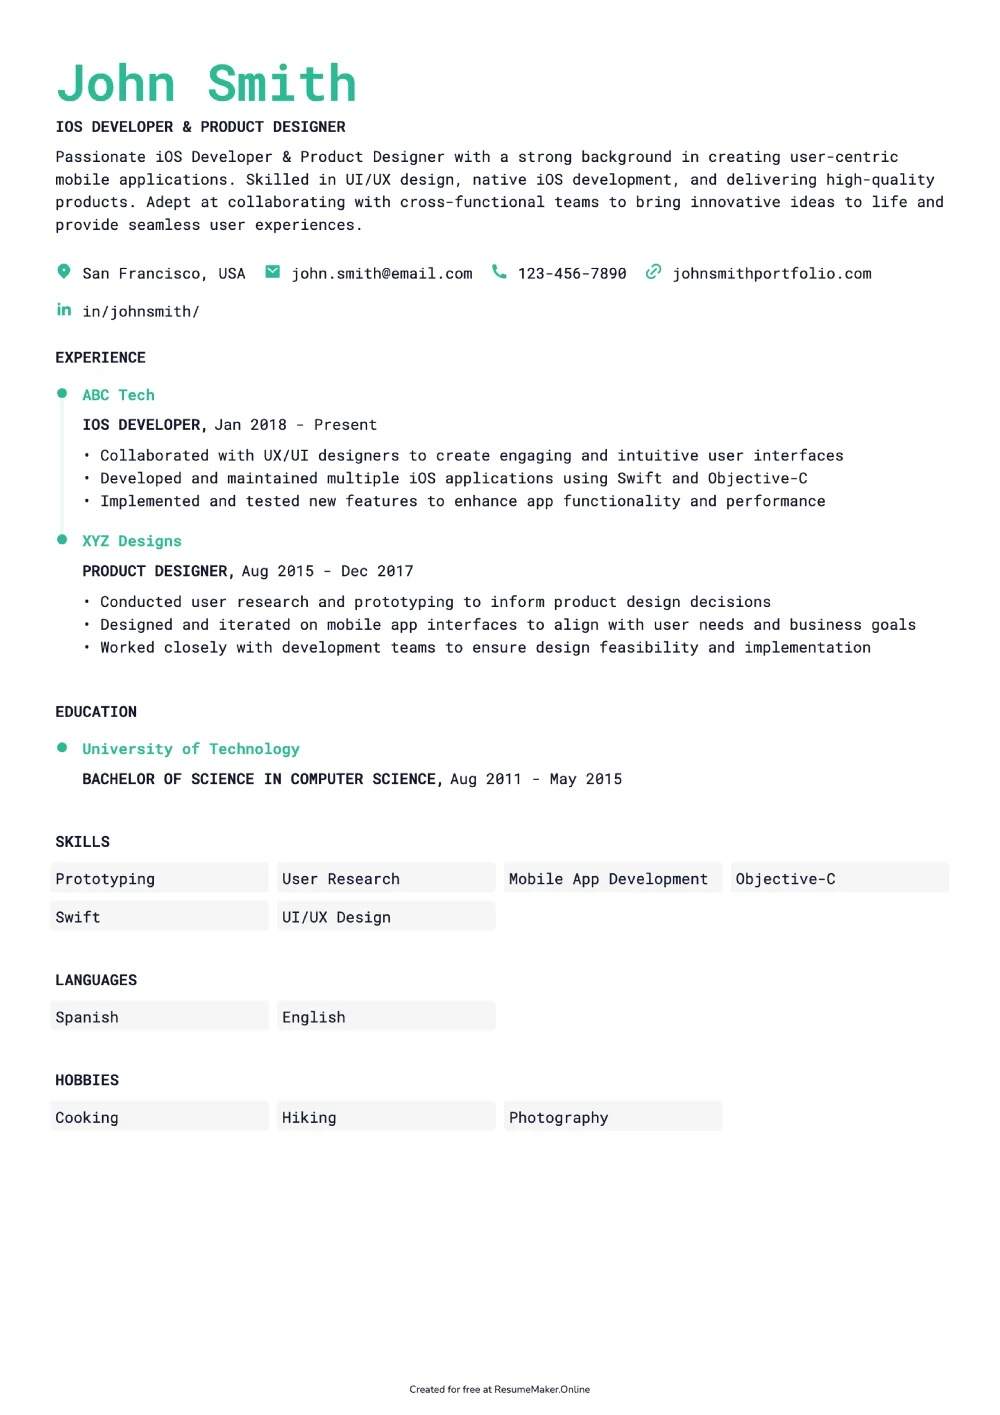 John Smith
IOS DEVELOPER & PRODUCT DESIGNER
Passionate iOS Developer & Product Designer with a strong background in creating user-centric
mobile applications. Skilled in UI/UX design, native iOS development, and delivering high-quality
products. Adept at collaborating with cross-functional teams to bring innovative ideas to life and
provide seamless user experiences.
San Francisco, USA john.smith@email.com 123-456-7890 johnsmithportfolio.com
in in/johnsmith/
EXPERIENCE
ABC Tech
IOS DEVELOPER, Jan 2018 - Present
• Collaborated with UX/UI designers to create engaging and intuitive user interfaces
• Developed and maintained multiple iOS applications using Swift and Objective-C
• Implemented and tested new features to enhance app functionality and performance
XYZ Designs
PRODUCT DESIGNER, Aug 2015 - Dec 2017
• Conducted user research and prototyping to inform product design decisions
• Designed and iterated on mobile app interfaces to align with user needs and business goals
• Worked closely with development teams to ensure design feasibility and implementation
EDUCATION
University of Technology
BACHELOR OF SCIENCE IN COMPUTER SCIENCE, Aug 2011 - May 2015
SKILLS
Prototyping User Research Mobile App Development Objective-C
Swift UI/UX Design
LANGUAGES
Spanish English
HOBBIES
Cooking Hiking Photography
Created for free at ResumeMaker.Online